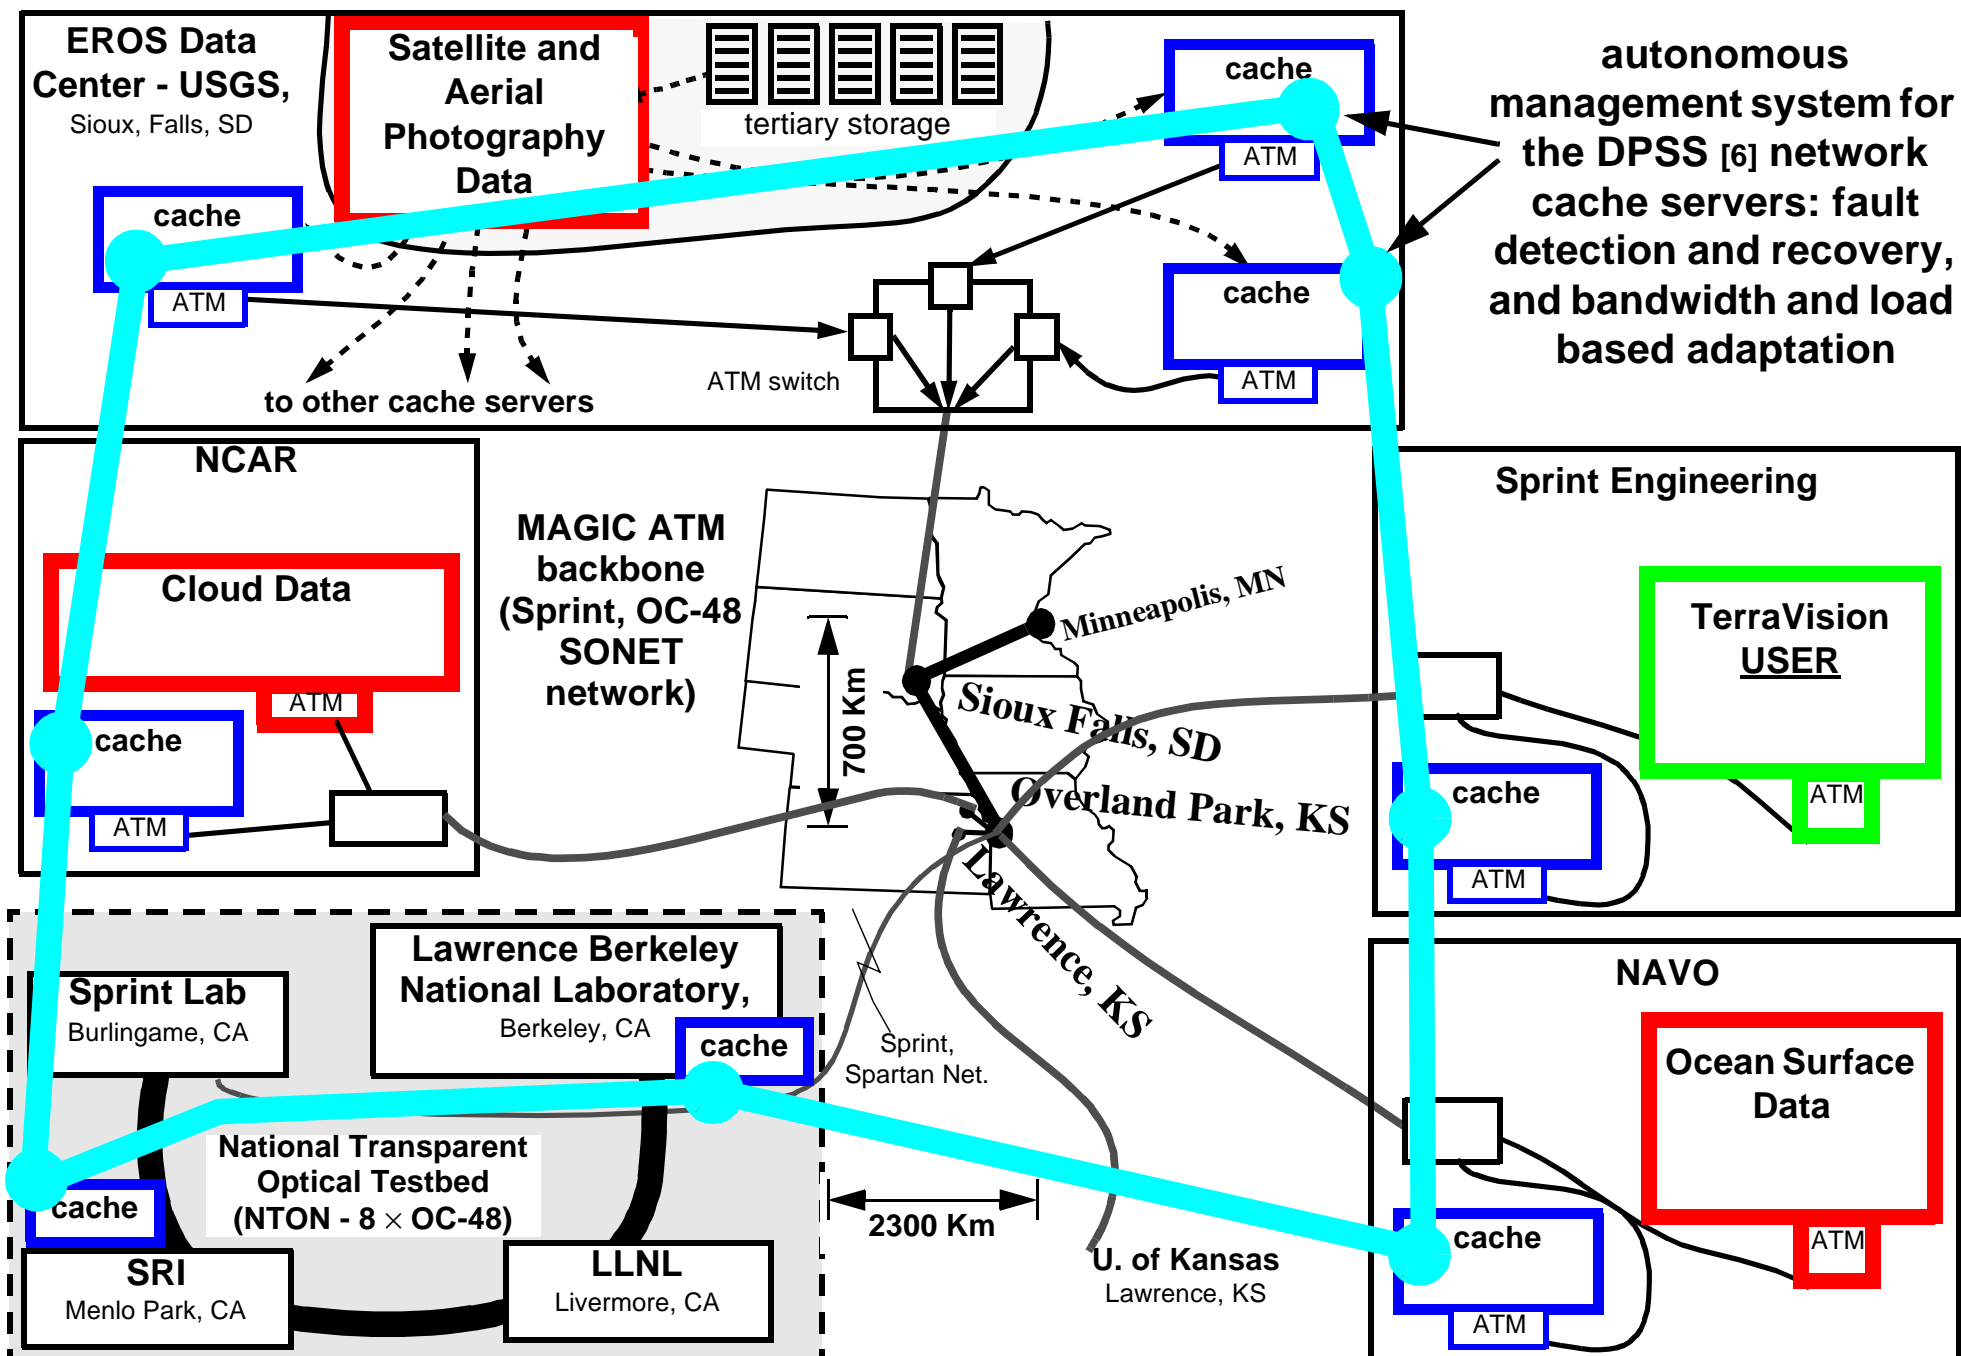 EROS Data
Center - USGS,
Sioux, Falls, SD
Satellite and
Aerial
Photography
Data
tertiary storage
cache
ATM
cache
ATM
cache
ATM
to other cache servers
ATM switch
autonomous
management system for
the DPSS [6] network
cache servers: fault
detection and recovery,
and bandwidth and load
based adaptation
NCAR
Cloud Data
ATM
cache
ATM
MAGIC ATM
backbone
(Sprint, OC-48
SONET
network)
700 Km
Minneapolis, MN
Sioux Falls, SD
Overland Park, KS
Lawrence, KS
Sprint Engineering
TerraVision
USER
ATM
cache
ATM
Sprint Lab
Burlingame, CA
Lawrence Berkeley
National Laboratory,
Berkeley, CA
cache
Sprint,
Spartan Net.
National Transparent
Optical Testbed
(NTON - 8 × OC-48)
cache
SRI
Menlo Park, CA
LLNL
Livermore, CA
2300 Km
U. of Kansas
Lawrence, KS
NAVO
Ocean Surface
Data
ATM
cache
ATM